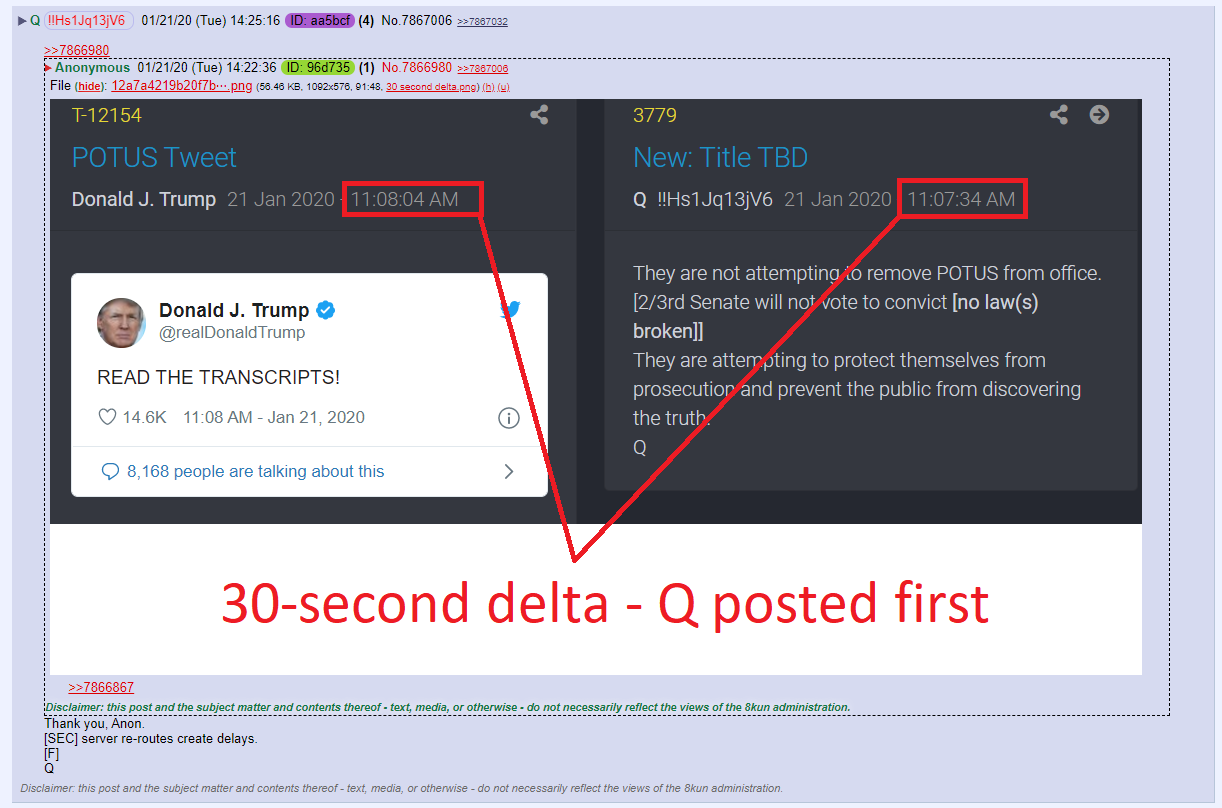 ▶ Q !!Hs1Jq13jV6 01/21/20 (Tue) 14:25:16 ID: aa5bcf (4) No.7867006 >>7867032
>>7866980
▶ Anonymous 01/21/20 (Tue) 14:22:36 ID: 96d735 (1) No.7866980 >>7867006
File (hide): 12a7a4219b20f7b⋯.png (56.46 KB, 1092x576, 91:48, 30 second delta.png) (h) (u)
T-12154
POTUS Tweet
Donald J. Trump 21 Jan 2020 - 11:08:04 AM
Donald J. Trump
@realDonaldTrump
READ THE TRANSCRIPTS!
14.6K 11:08 AM - Jan 21, 2020
8,168 people are talking about this
3779
New: Title TBD
Q !!Hs1Jq13jV6 21 Jan 2020 11:07:34 AM
They are not attempting to remove POTUS from office.
[2/3rd Senate will not vote to convict [no law(s)
broken]]
They are attempting to protect themselves from
prosecution and prevent the public from discovering
the truth.
Q
30-second delta - Q posted first
>>7866867
Disclaimer: this post and the subject matter and contents thereof - text, media, or otherwise - do not necessarily reflect the views of the 8kun administration.
Thank you, Anon.
[SEC] server re-routes create delays.
[F]
Q
Disclaimer: this post and the subject matter and contents thereof - text, media, or otherwise - do not necessarily reflect the views of the 8kun administration.